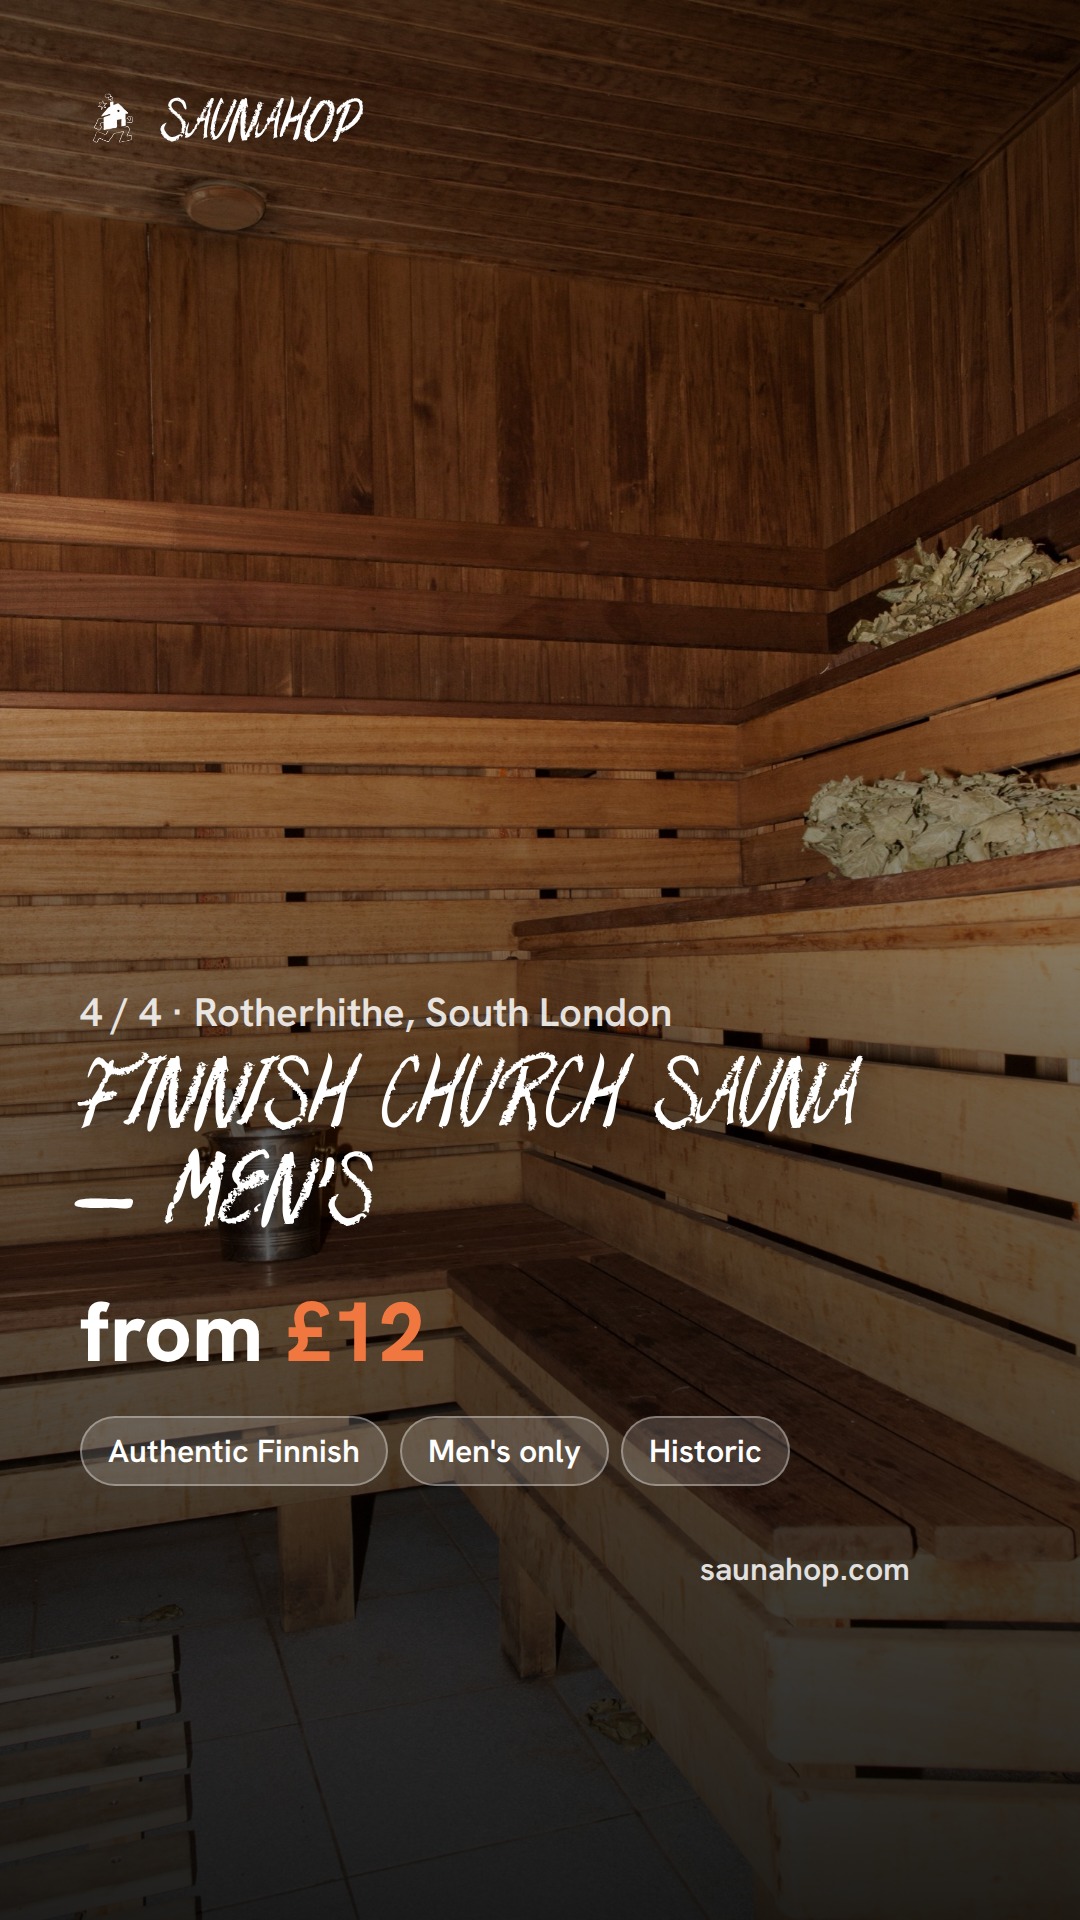 SAUNAHOP
4 / 4 · Rotherhithe, South London
FINNISH CHURCH SAUNA
— MEN'S
from £12
Authentic Finnish
Men's only
Historic
saunahop.com